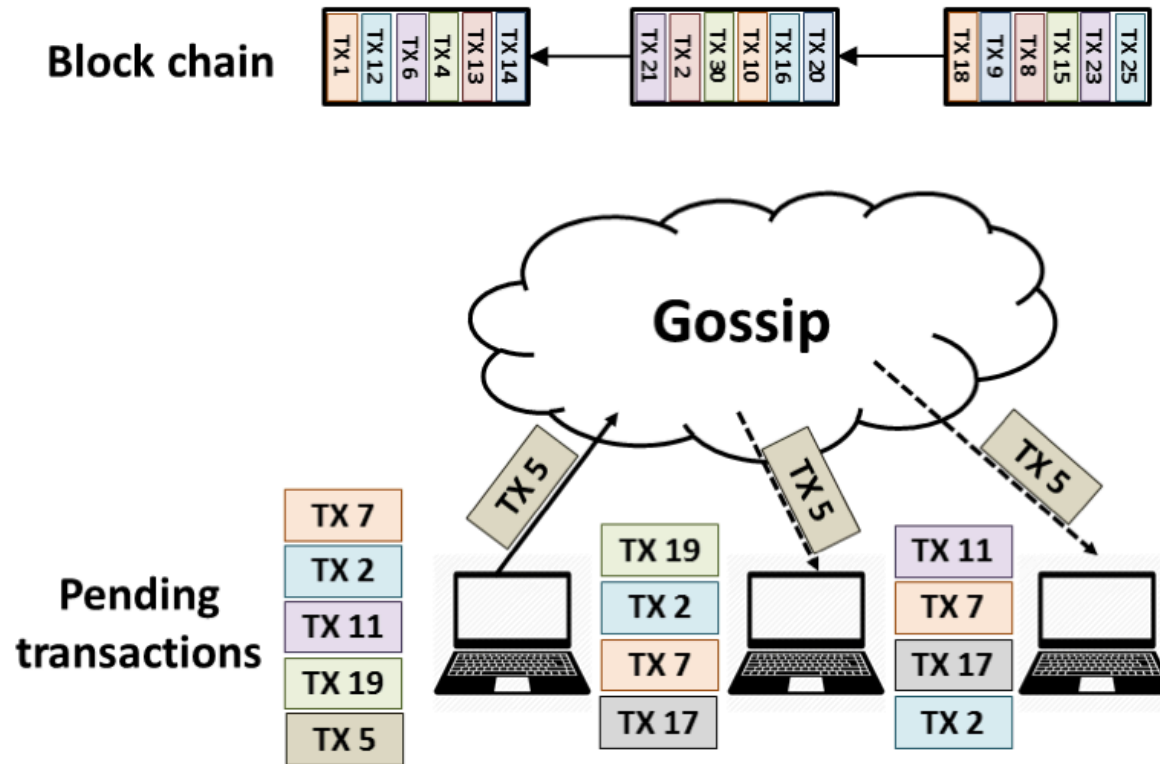 Block chain
TX 1
TX 12
TX 6
TX 4
TX 13
TX 14
TX 21
TX 2
TX 30
TX 10
TX 16
TX 20
TX 18
TX 9
TX 8
TX 15
TX 23
TX 25
Gossip
TX 5
TX 5
TX 5
Pending
transactions
TX 7
TX 2
TX 11
TX 19
TX 5
TX 19
TX 2
TX 7
TX 17
TX 11
TX 7
TX 17
TX 2